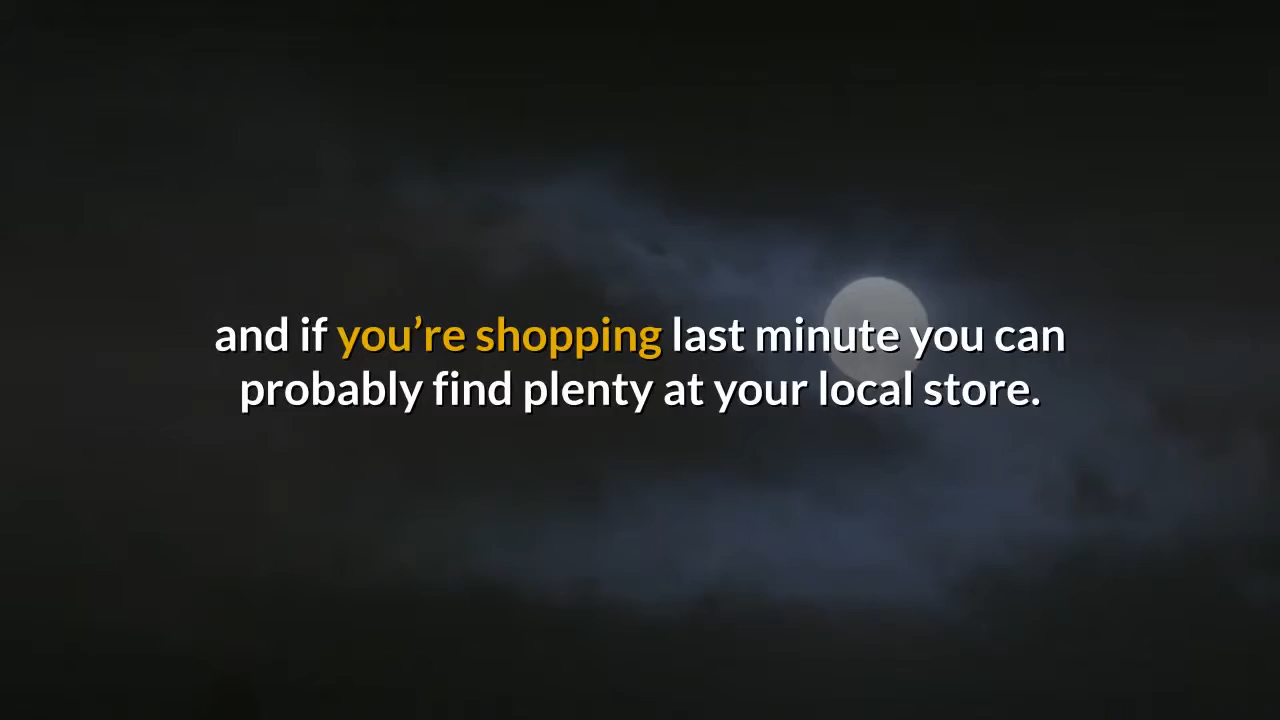 and if you’re shopping last minute you can
probably find plenty at your local store.